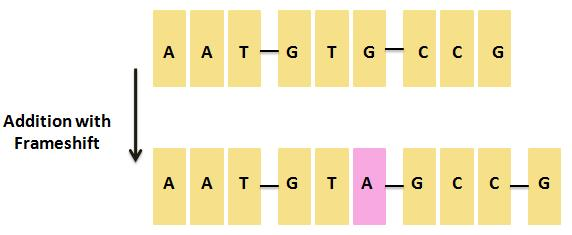 A A T G T G C C G
Addition with
Frameshift
A A T G T A G C C G